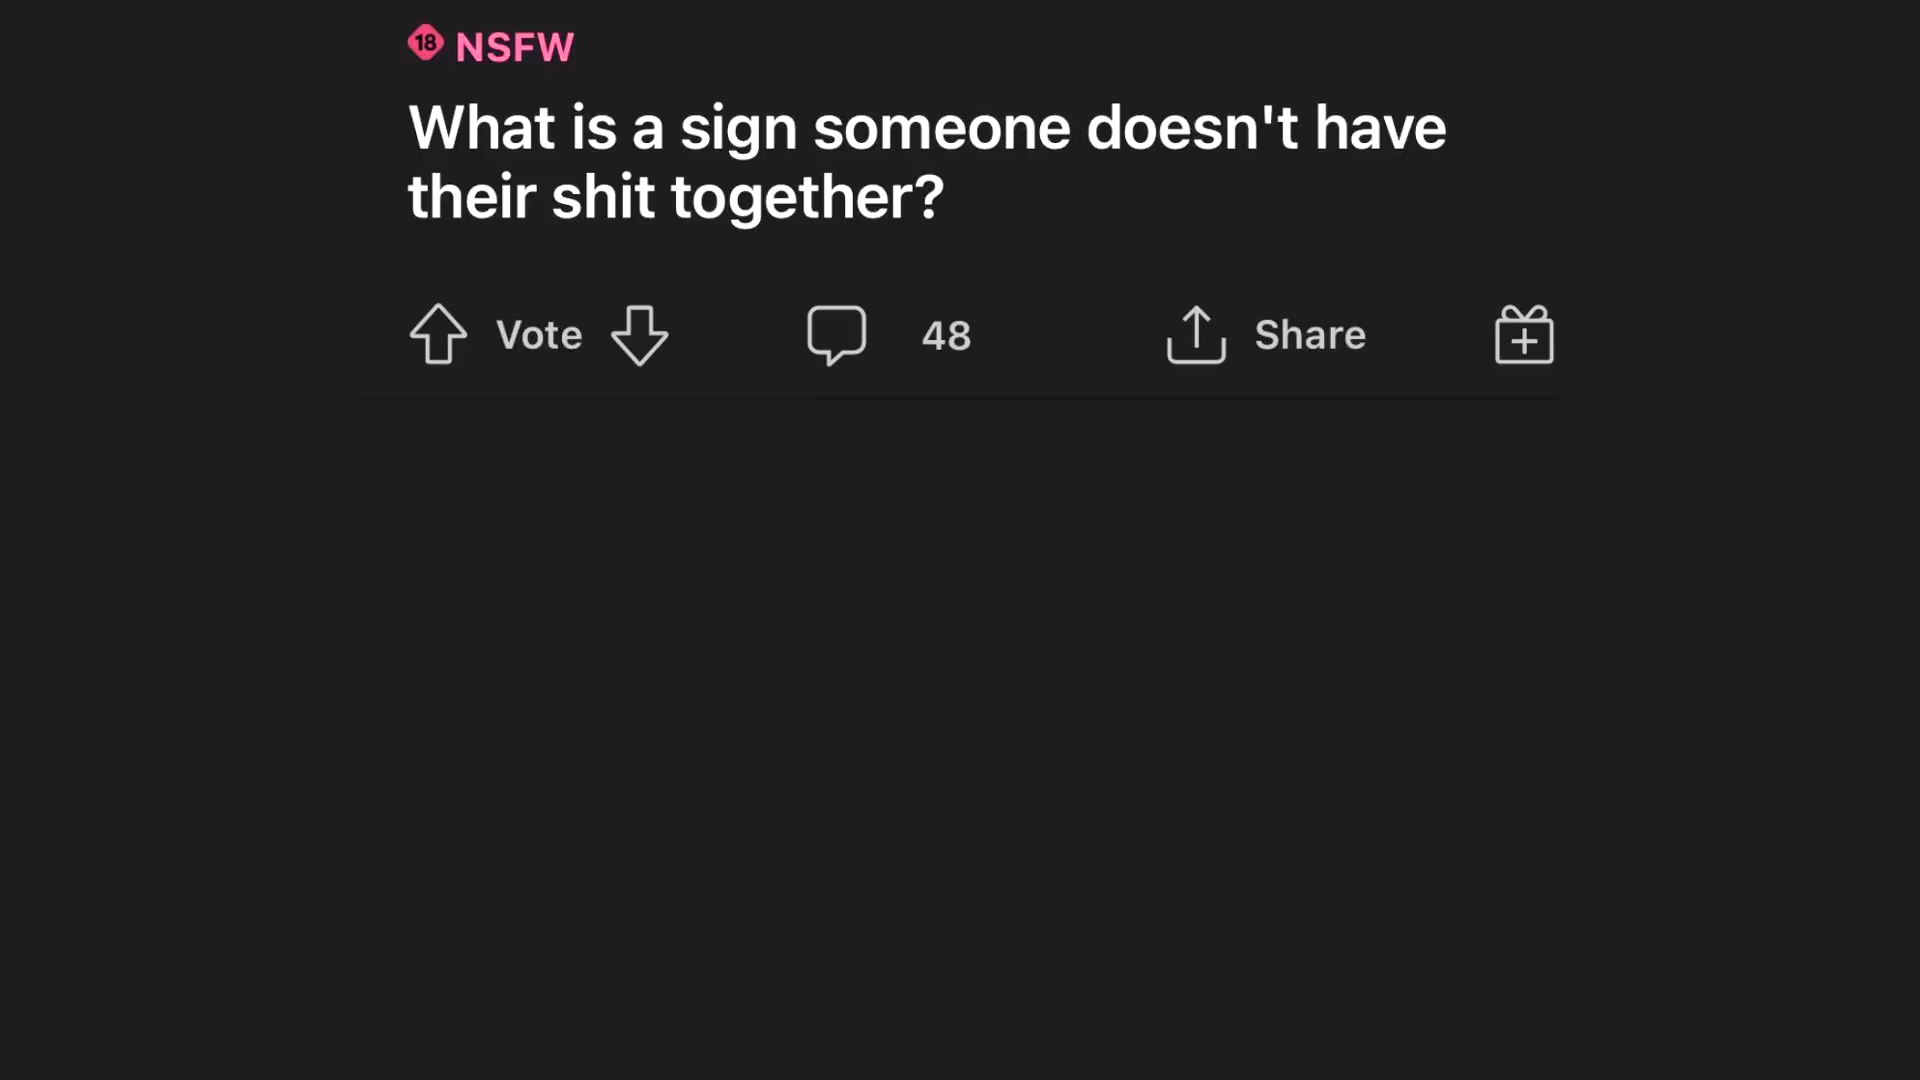 18 NSFW
What is a sign someone doesn't have
their shit together?
Vote 48 Share